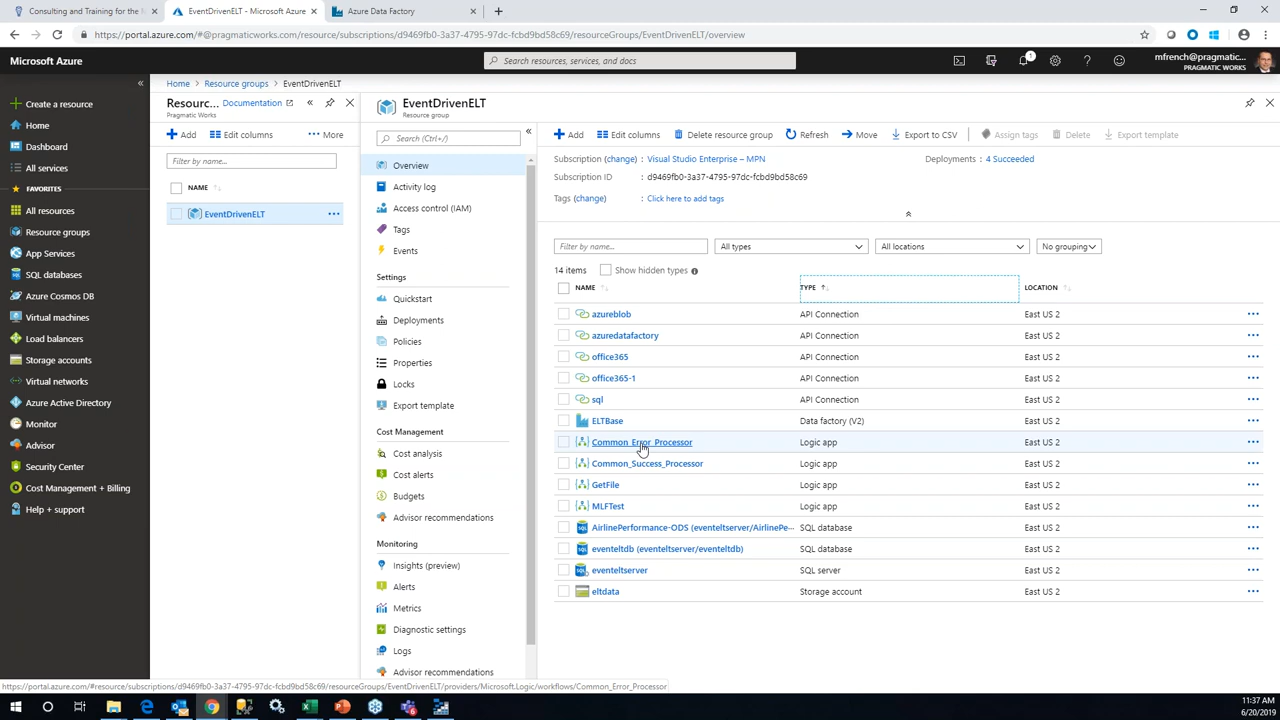 Consulting and Training for the M
EventDrivenELT - Microsoft Azure
Azure Data Factory
https://portal.azure.com/#@pragmaticworks.com/resource/subscriptions/d9469fb0-3a37-4795-97dc-fcbd9bd58c69/resourceGroups/EventDrivenELT/overview
Microsoft Azure
Search resources, services, and docs
1
mfrench@pragmatic...
PRAGMATIC WORKS
Create a resource
Home
Dashboard
All services
FAVORITES
All resources
Resource groups
App Services
SQL databases
Azure Cosmos DB
Virtual machines
Load balancers
Storage accounts
Virtual networks
Azure Active Directory
Monitor
Advisor
Security Center
Cost Management + Billing
Help + support
Home
Resource groups
EventDrivenELT
Resourc...
Documentation
Pragmatic Works
Add
Edit columns
More
Filter by name...
NAME
EventDrivenELT
EventDrivenELT
Resource group
Search (Ctrl+/)
Overview
Activity log
Access control (IAM)
Tags
Events
Settings
Quickstart
Deployments
Policies
Properties
Locks
Export template
Cost Management
Cost analysis
Cost alerts
Budgets
Advisor recommendations
Monitoring
Insights (preview)
Alerts
Metrics
Diagnostic settings
Logs
Advisor recommendations
Add Edit columns Delete resource group Refresh Move Export to CSV Assign tags Delete Export template
Subscription (change) : Visual Studio Enterprise – MPN
Deployments : 4 Succeeded
Subscription ID : d9469fb0-3a37-4795-97dc-fcbd9bd58c69
Tags (change) : Click here to add tags
Filter by name... All types All locations No grouping
14 items Show hidden types
NAME TYPE LOCATION
azureblob API Connection East US 2
azuredatafactory API Connection East US 2
office365 API Connection East US 2
office365-1 API Connection East US 2
sql API Connection East US 2
ELTBase Data factory (V2) East US 2
Common_Error_Processor Logic app East US 2
Common_Success_Processor Logic app East US 2
GetFile Logic app East US 2
MLFTest Logic app East US 2
AirlinePerformance-ODS (eventeltserver/AirlinePe... SQL database East US 2
eventeltdb (eventeltserver/eventeltdb) SQL database East US 2
eventeltserver SQL server East US 2
eltdata Storage account East US 2
https://portal.azure.com/#resource/subscriptions/d9469fb0-3a37-4795-97dc-fcbd9bd58c69/resourceGroups/EventDrivenELT/providers/Microsoft.Logic/workflows/Common_Error_Processor
11:37 AM
6/20/2019